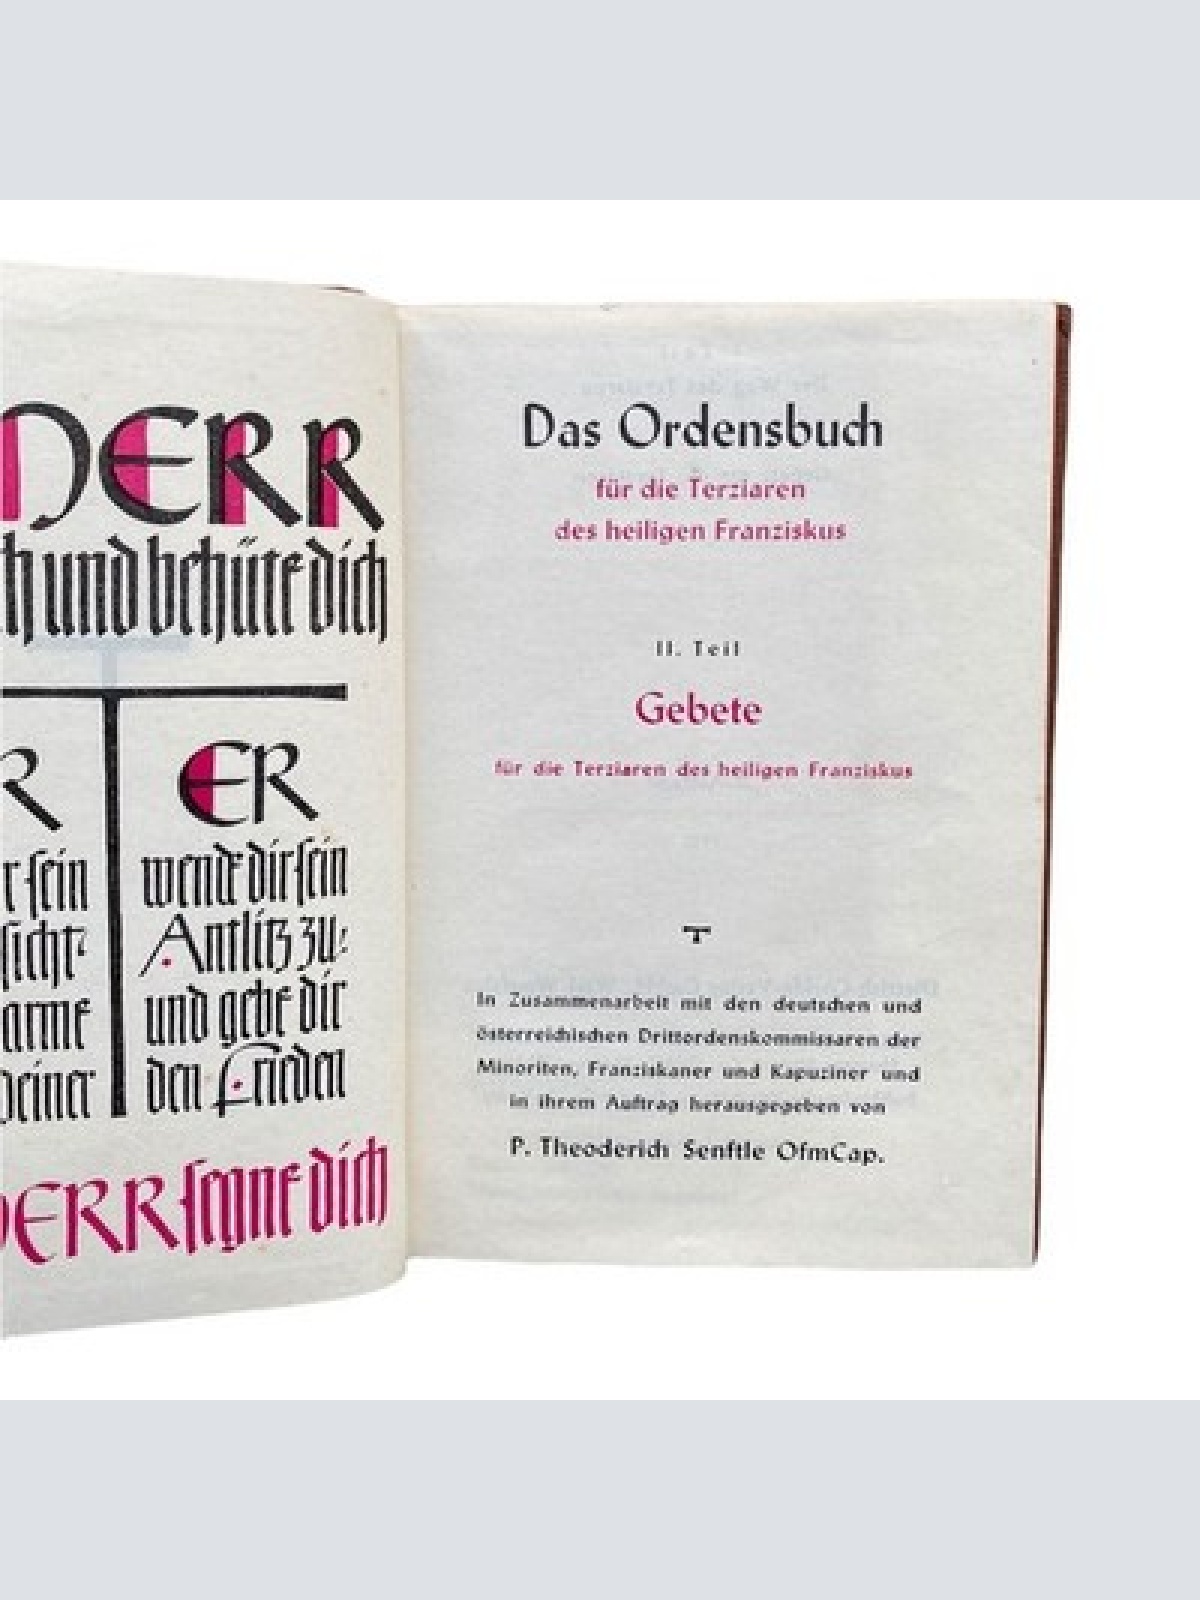 HERR
und behüte dich
ER
wende dir sein
Antlitz zu
und gebe dir
den Frieden
sein
arme
deiner
HERR segne dich
Das Ordensbuch
für die Terziaren
des heiligen Franziskus
II. Teil
Gebete
für die Terziaren des heiligen Franziskus
In Zusammenarbeit mit den deutschen und
österreichischen Drittordenskommissaren der
Minoriten, Franziskaner und Kapuziner und
in ihrem Auftrag herausgegeben von
P. Theoderich Senftle OfmCap.